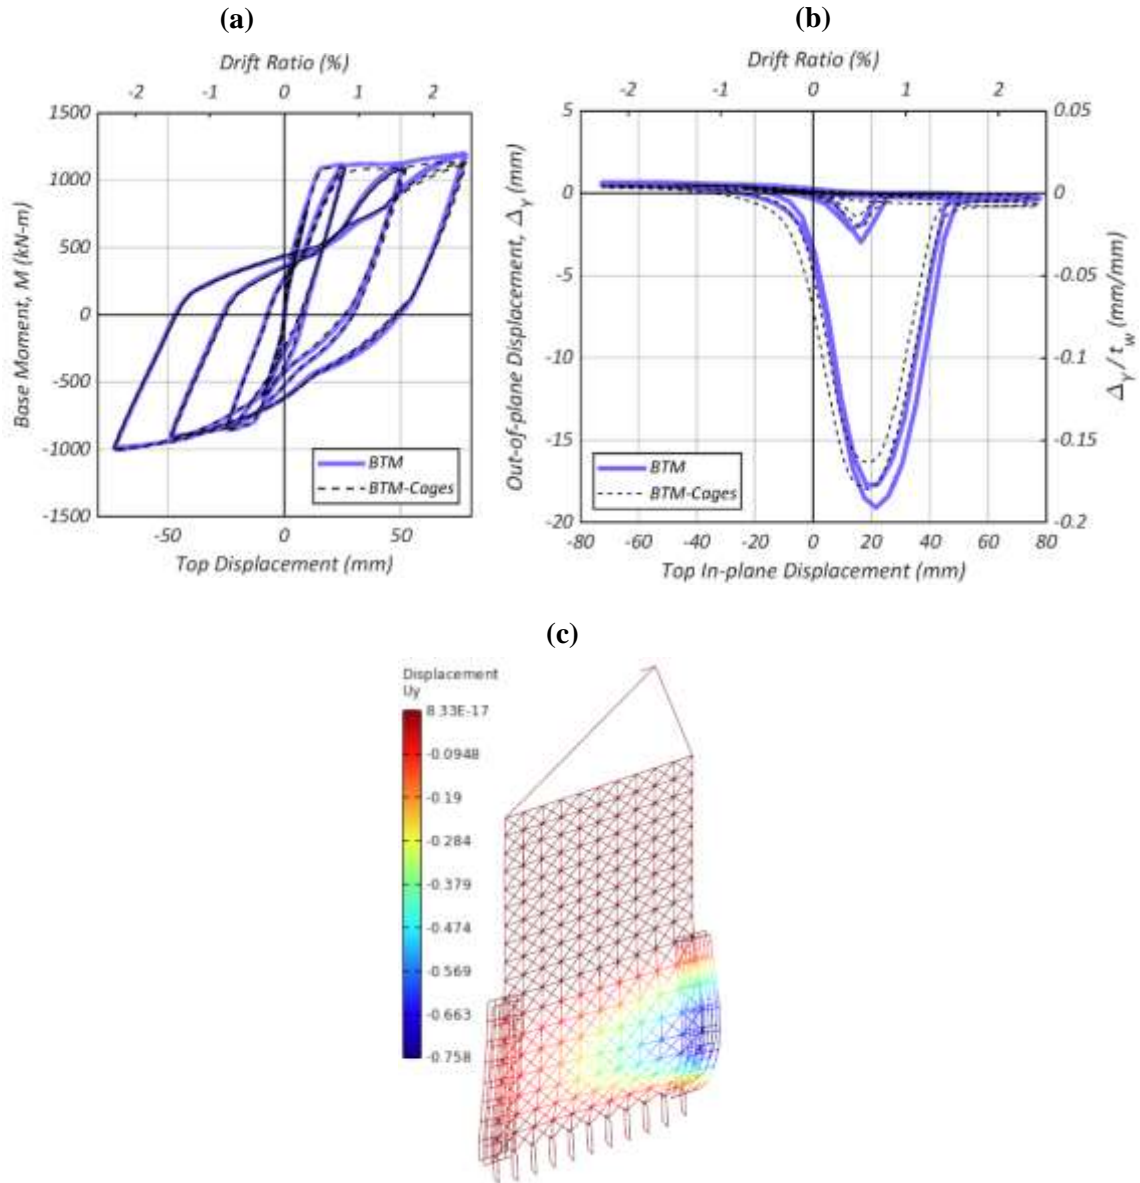 (a)
Drift Ratio (%)
-2 -1 0 1 2
1500
1000
500
0
-500
-1000
-1500
Base Moment, M (kN-m)
BTM
BTM-Cages
-50 0 50
Top Displacement (mm)
(b)
Drift Ratio (%)
-2 -1 0 1 2
5
0
-5
-10
-15
-20
Out-of-plane Displacement, Δγ (mm)
0.05
0
-0.05
-0.1
-0.15
-0.2
Δγ / t_w (mm/mm)
BTM
BTM-Cages
-80 -60 -40 -20 0 20 40 60 80
Top In-plane Displacement (mm)
(c)
Displacement
Uy
8.33E-17
-0.0948
-0.19
-0.284
-0.379
-0.474
-0.569
-0.663
-0.758